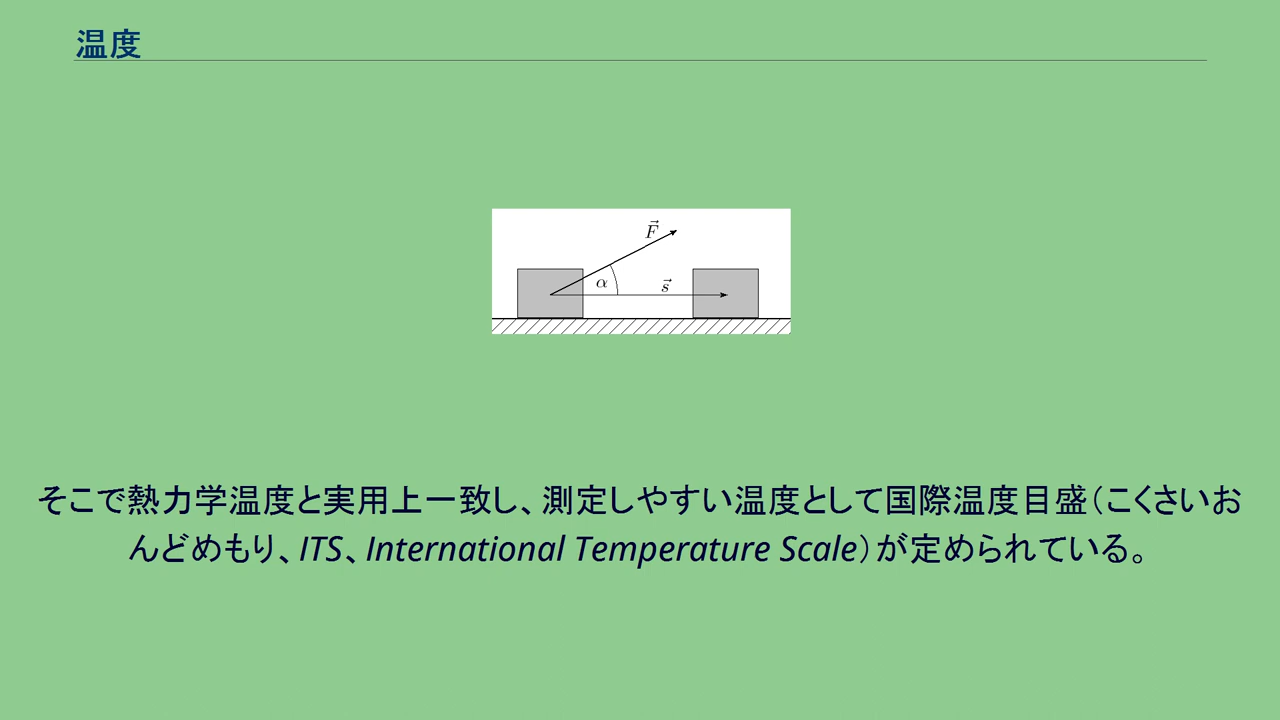 温度
F⃗
α
s⃗
そこで熱力学温度と実用上一致し、測定しやすい温度として国際温度目盛（こくさいお
んどめもり、ITS、International Temperature Scale）が定められている。